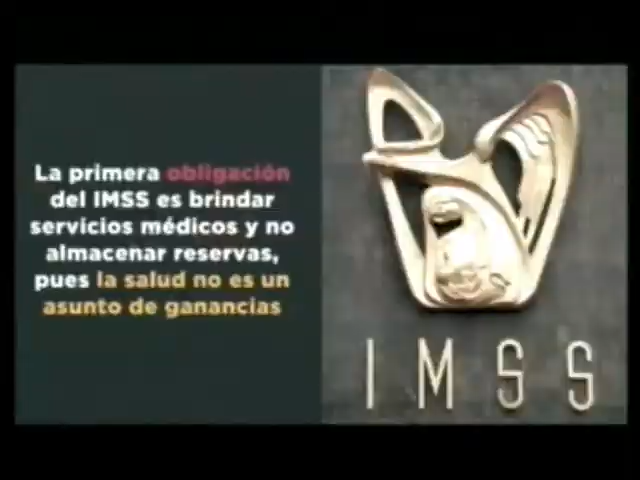 La primera obligación
del IMSS es brindar
servicios médicos y no
almacenar reservas,
pues la salud no es un
asunto de ganancias
IMSS